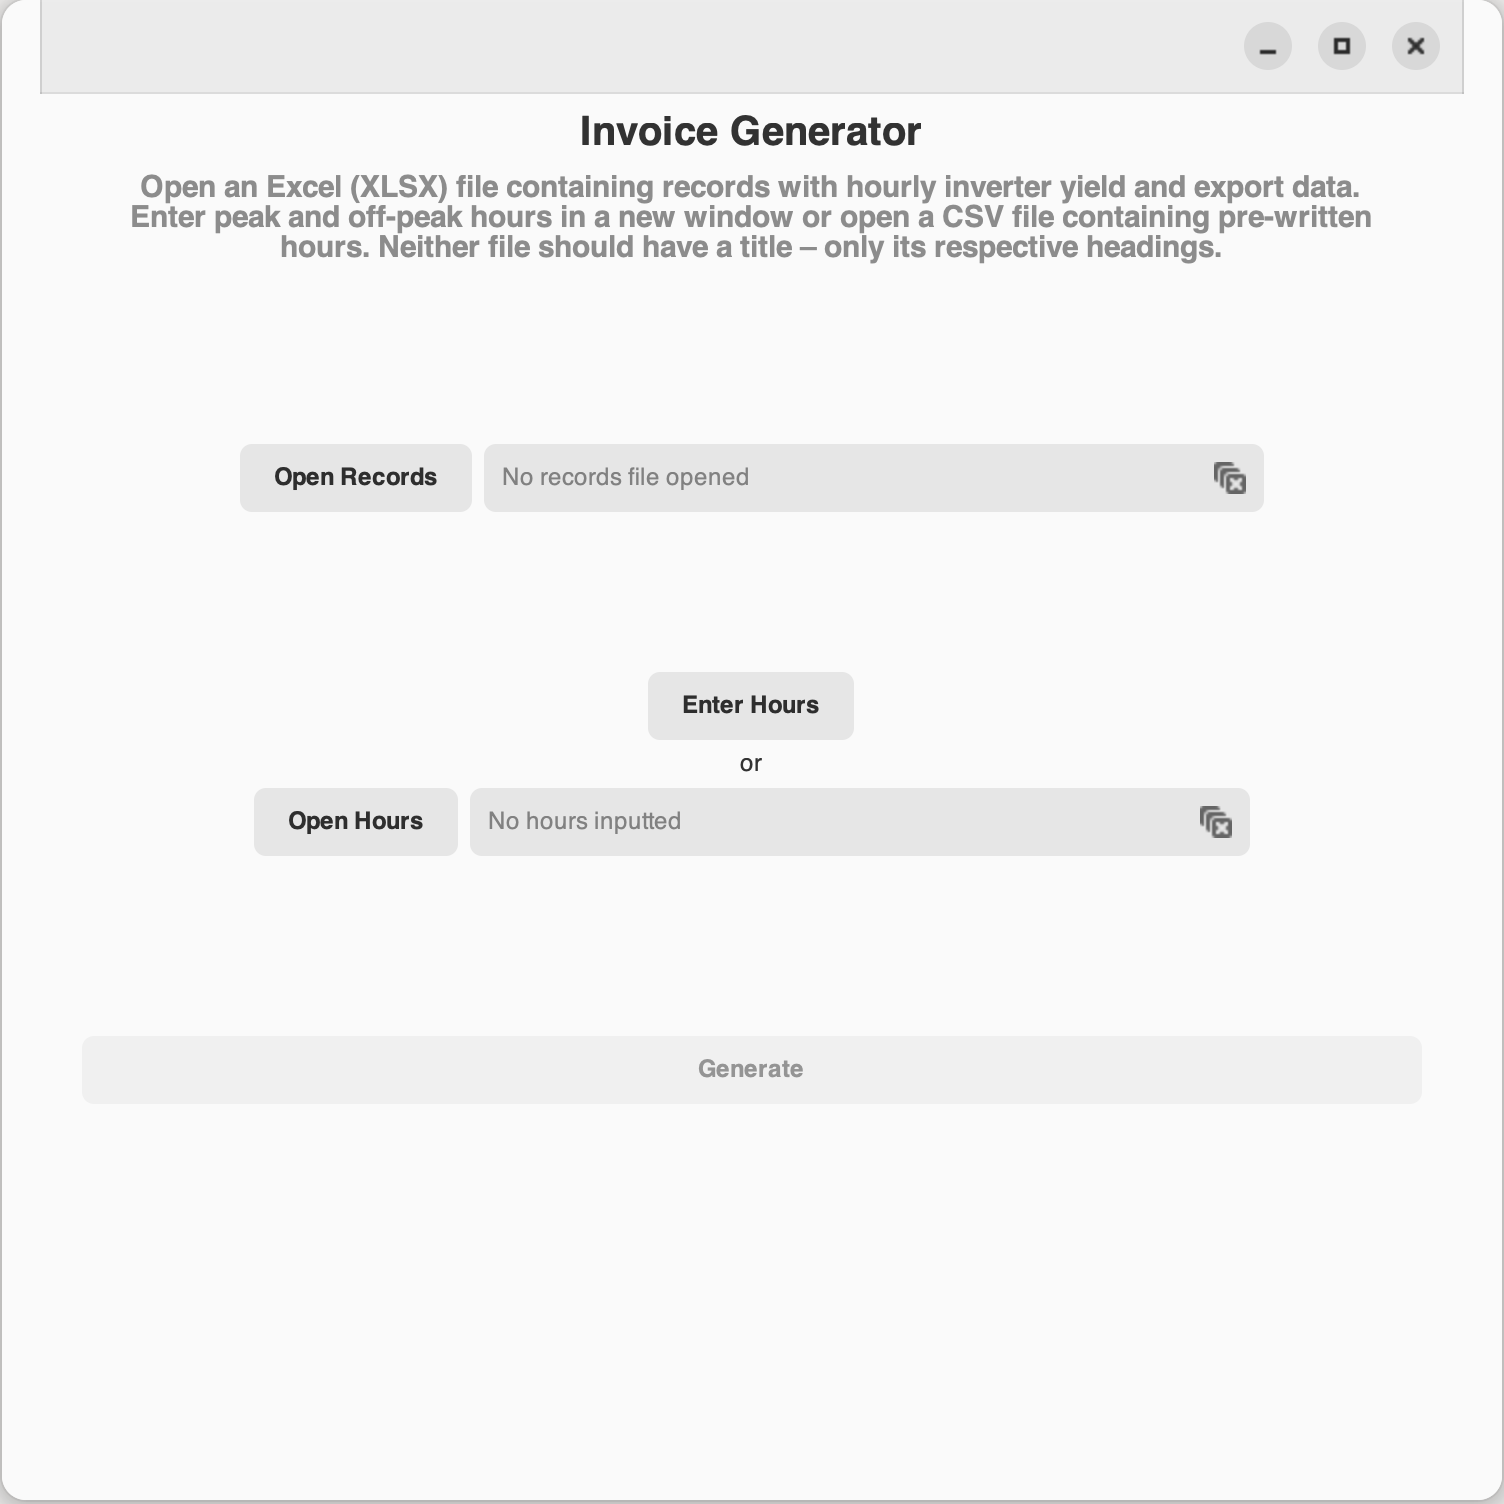 Invoice Generator
Open an Excel (XLSX) file containing records with hourly inverter yield and export data.
Enter peak and off-peak hours in a new window or open a CSV file containing pre-written
hours. Neither file should have a title – only its respective headings.
Open Records No records file opened
Enter Hours
or
Open Hours No hours inputted
Generate